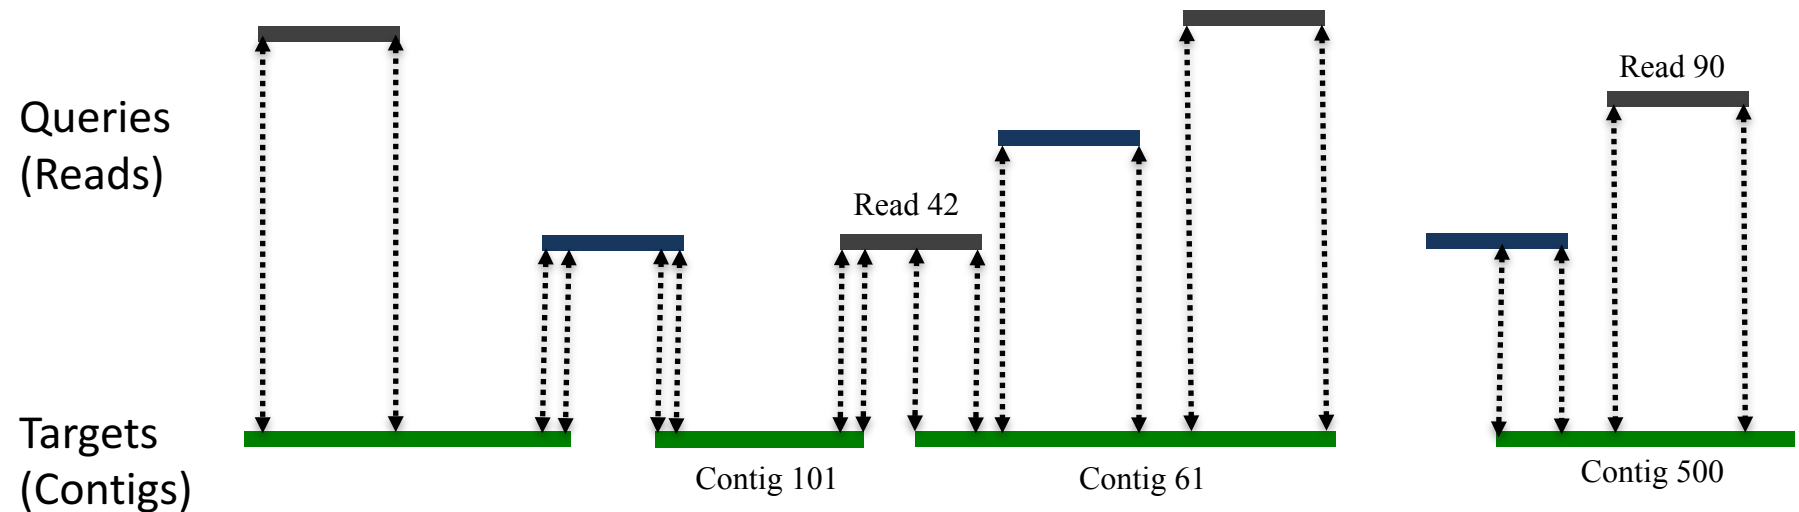 Read 90
Queries
(Reads)
Read 42
Targets
(Contigs)
Contig 101
Contig 61
Contig 500